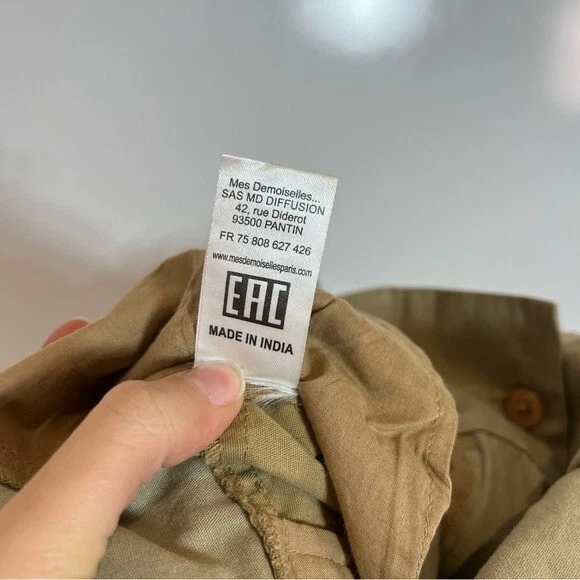 Mes Demoiselles...
SAS MD DIFFUSION
42, rue Diderot
93500 PANTIN
FR 75 808 627 426
www.mesdemoisellesparis.com
EAC
MADE IN INDIA